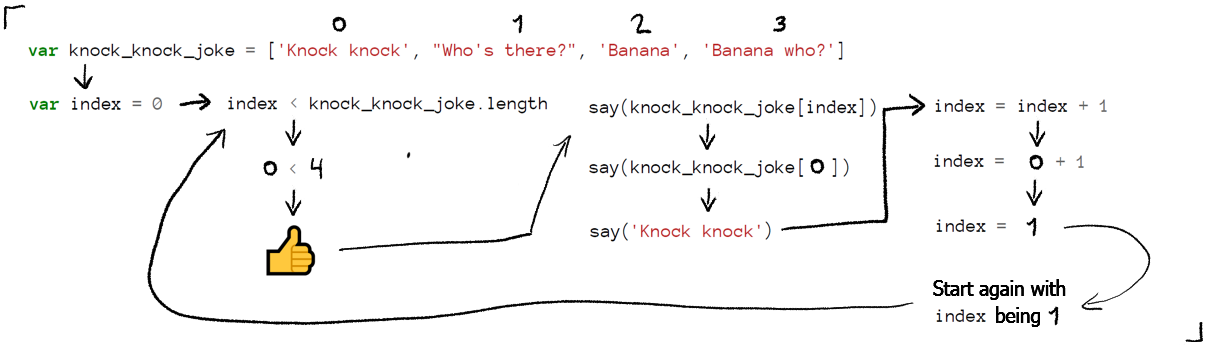 0 1 2 3
var knock_knock_joke = ['Knock knock', "Who's there?", 'Banana', 'Banana who?']
var index = 0
index < knock_knock_joke.length
0 < 4
say(knock_knock_joke[index])
say(knock_knock_joke[ 0 ])
say('Knock knock')
index = index + 1
index = 0 + 1
index = 1
Start again with
index being 1